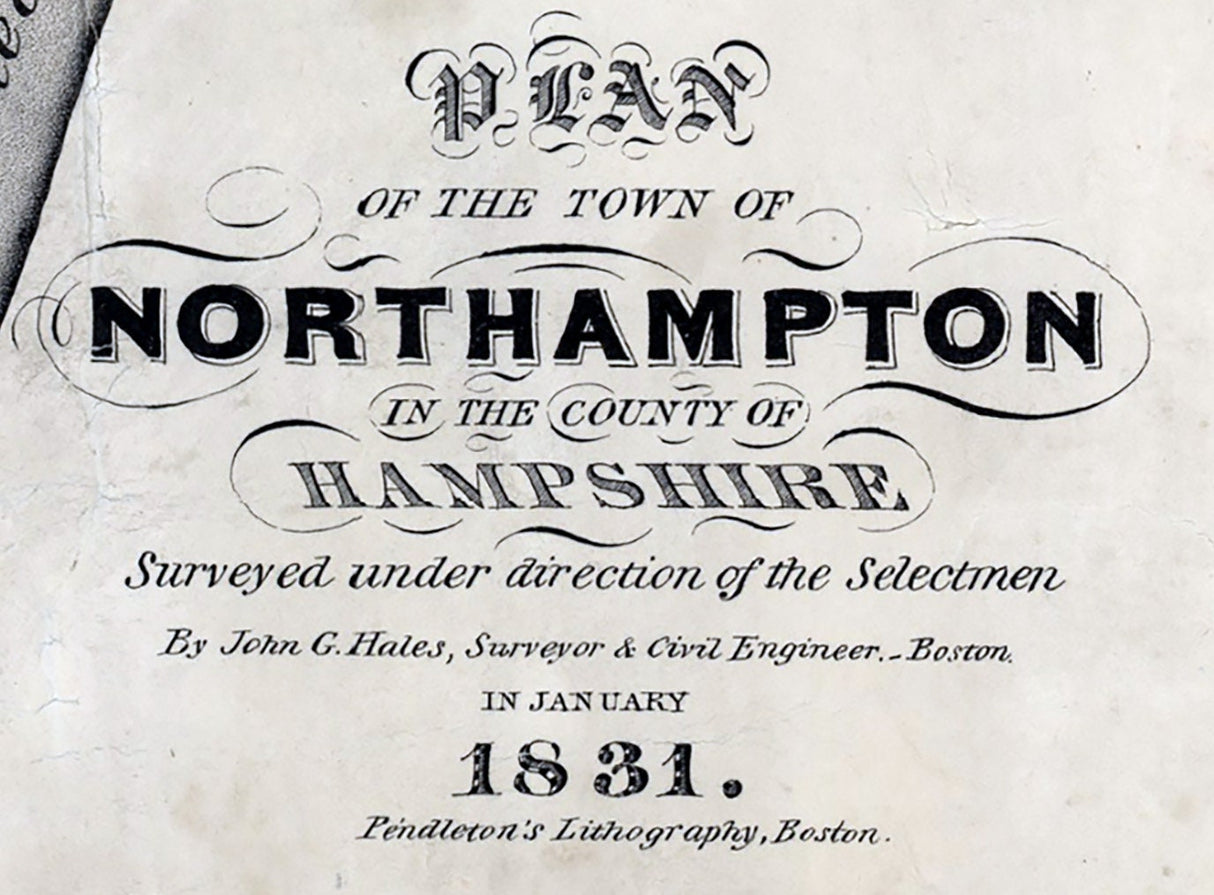 PLAN
OF THE TOWN OF
NORTHAMPTON
IN THE COUNTY OF
HAMPSHIRE
Surveyed under direction of the Selectmen
By John G. Hales, Surveyor & Civil Engineer.-Boston.
IN JANUARY
1831.
Pendleton's Lithography, Boston.